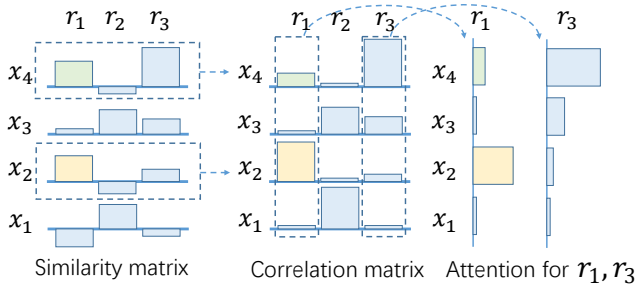 r₁ r₂ r₃ r₁ r₂ r₃ r₁ r₃
x₄ x₄ x₄
x₃ x₃ x₃
x₂ x₂ x₂
x₁ x₁ x₁
Similarity matrix Correlation matrix Attention for r₁, r₃